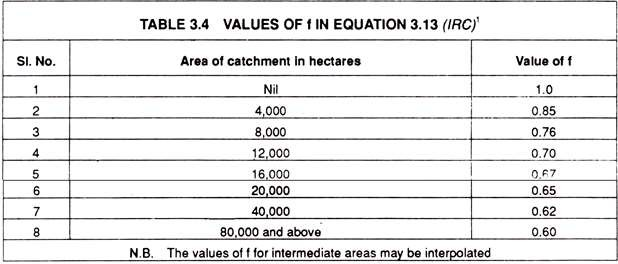 TABLE 3.4 VALUES OF f IN EQUATION 3.13 (IRC)¹
Sl. No. Area of catchment in hectares Value of f
1 Nil 1.0
2 4,000 0.85
3 8,000 0.76
4 12,000 0.70
5 16,000 0.67
6 20,000 0.65
7 40,000 0.62
8 80,000 and above 0.60
N.B. The values of f for intermediate areas may be interpolated